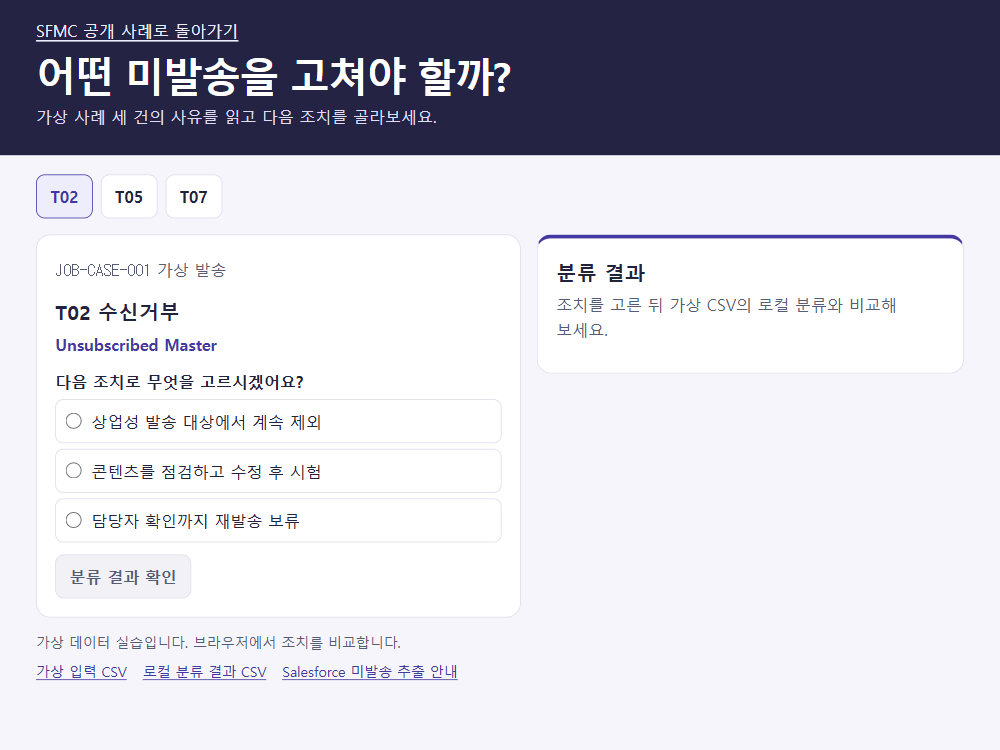 SFMC 공개 사례로 돌아가기
어떤 미발송을 고쳐야 할까?
가상 사례 세 건의 사유를 읽고 다음 조치를 골라보세요.
T02
T05
T07
JOB-CASE-001 가상 발송
T02 수신거부
Unsubscribed Master
다음 조치로 무엇을 고르시겠어요?
상업성 발송 대상에서 계속 제외
콘텐츠를 점검하고 수정 후 시험
담당자 확인까지 재발송 보류
분류 결과 확인
분류 결과
조치를 고른 뒤 가상 CSV의 로컬 분류와 비교해
보세요.
가상 데이터 실습입니다. 브라우저에서 조치를 비교합니다.
가상 입력 CSV
로컬 분류 결과 CSV
Salesforce 미발송 추출 안내